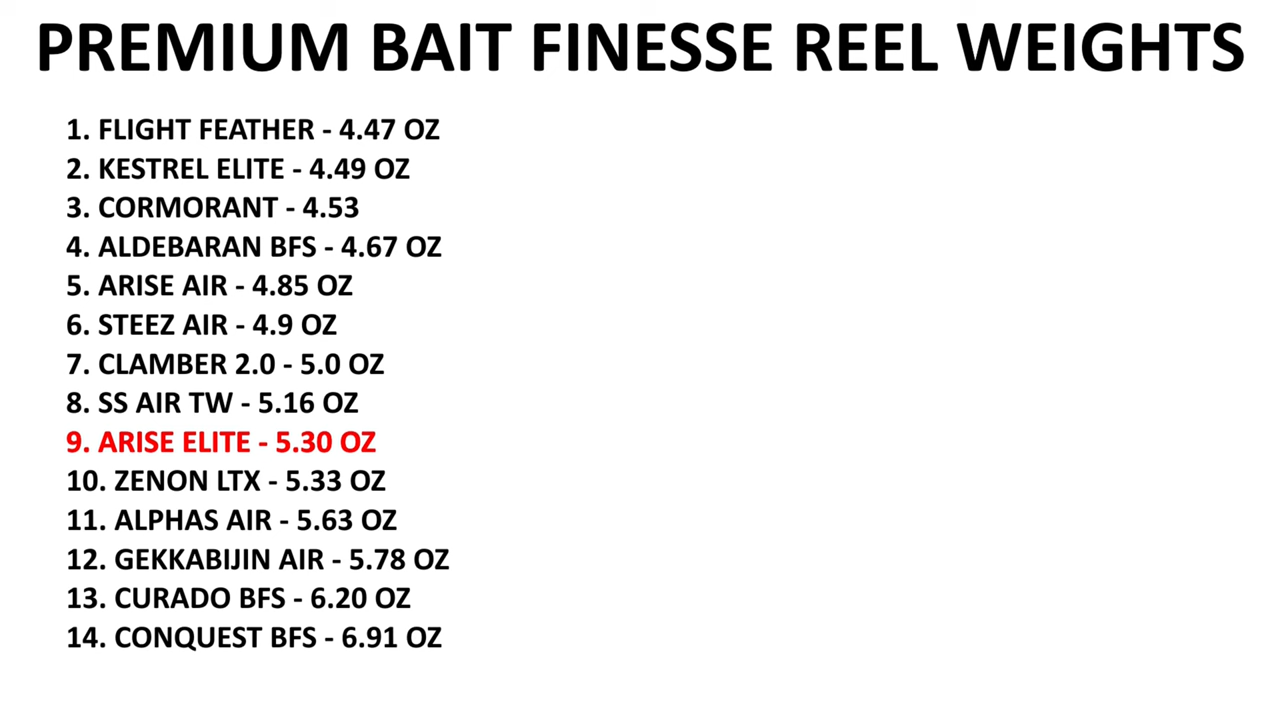 PREMIUM BAIT FINESSE REEL WEIGHTS
1. FLIGHT FEATHER - 4.47 OZ
2. KESTREL ELITE - 4.49 OZ
3. CORMORANT - 4.53
4. ALDEBARAN BFS - 4.67 OZ
5. ARISE AIR - 4.85 OZ
6. STEEZ AIR - 4.9 OZ
7. CLAMBER 2.0 - 5.0 OZ
8. SS AIR TW - 5.16 OZ
9. ARISE ELITE - 5.30 OZ
10. ZENON LTX - 5.33 OZ
11. ALPHAS AIR - 5.63 OZ
12. GEKKABIJIN AIR - 5.78 OZ
13. CURADO BFS - 6.20 OZ
14. CONQUEST BFS - 6.91 OZ